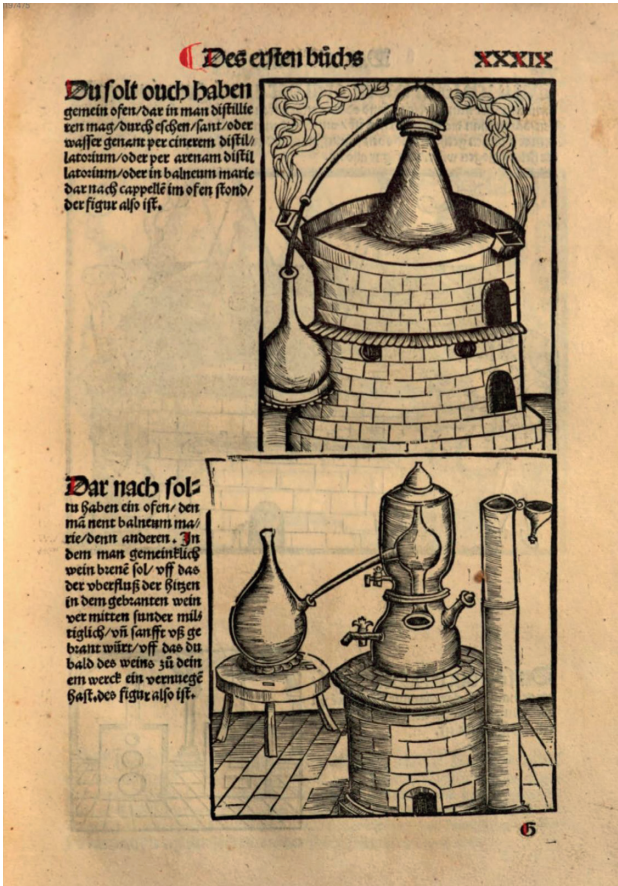 Des ersten bůchs
XXXIX
Du solt ouch haben
gemein ofen/dar in man distillie
ren mag/durch eschen/sant/oder
wasser genant per cinerem distil⸗
latorium/oder per arenam distil
latorium/oder in balneum marie
dar nach cappellē im ofen stond/
der figur also ist.
Dar nach sol⸗
tu haben ein ofen/ den
mā nent balneum ma/
rie/denn anderen. In
dem man gemeinklich
wein brenē sol/ vff das
der vberfluß der hitzen
in dem gebranten wein
vermitten sunder mil⸗
tiglich/vn̄ sanfft vß ge
brant würt/vff das du
bald des weins zů dein
em werck ein vernuegē
hast.des figur also ist.
G